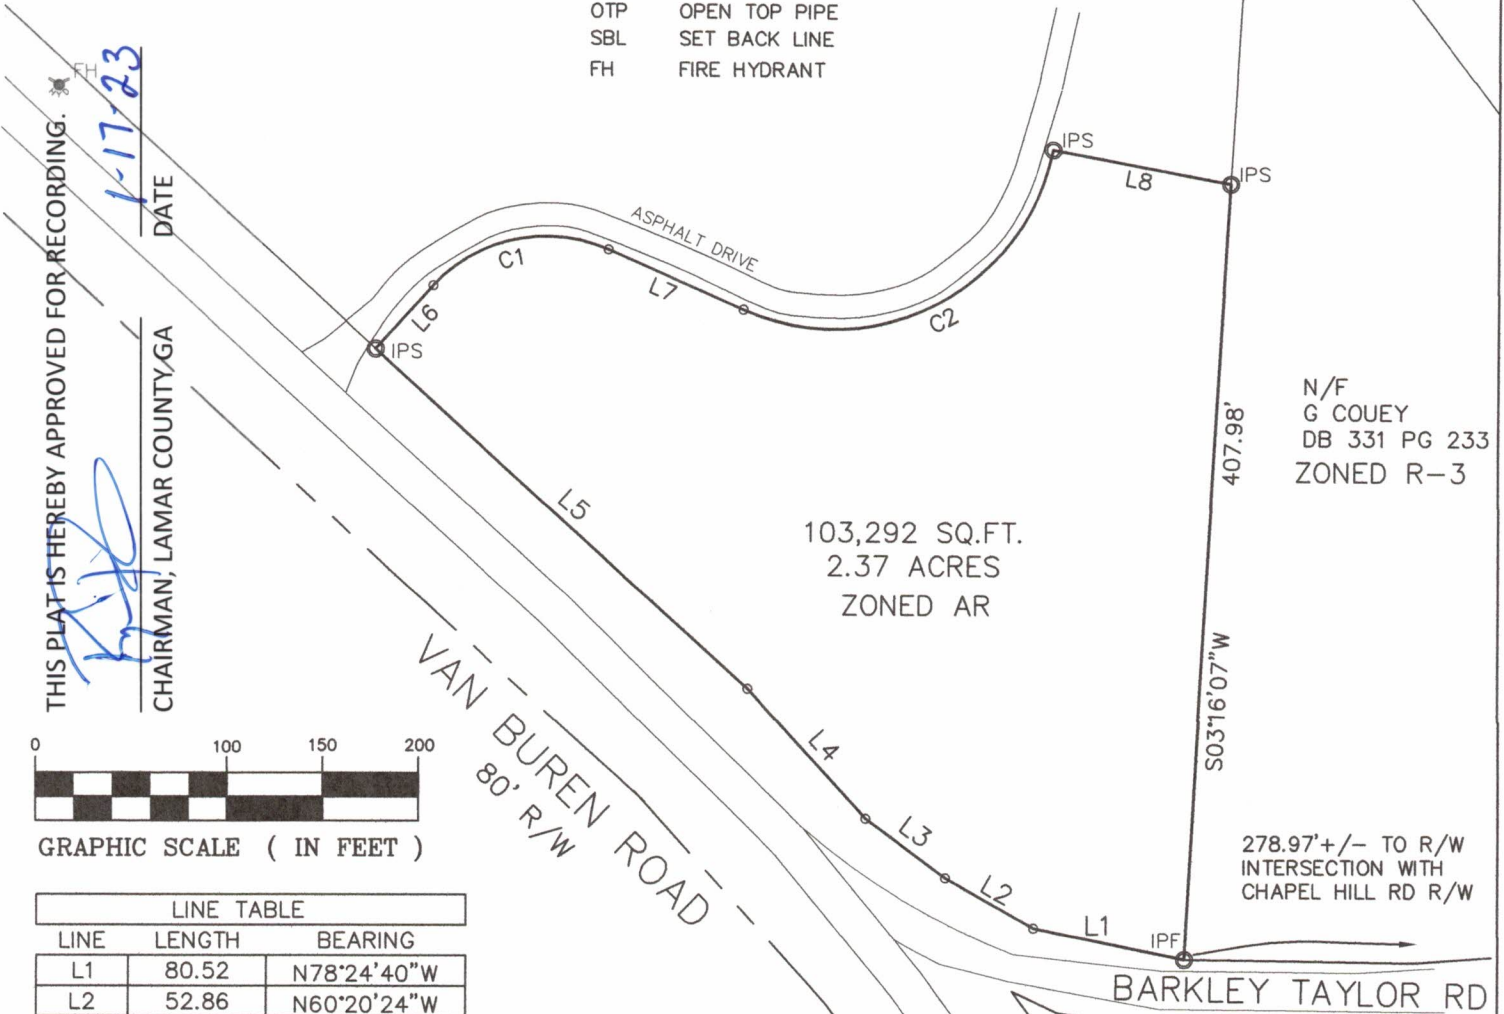 OTP OPEN TOP PIPE
SBL SET BACK LINE
FH FIRE HYDRANT
THIS PLAT IS HEREBY APPROVED FOR RECORDING.
FH
1-17-23
DATE
CHAIRMAN, LAMAR COUNTY, GA
IPS
L8
IPS
ASPHALT DRIVE
C1
L7
L6
C2
IPS
L5
407.98'
S03°16'07"W
N/F
G COUEY
DB 331 PG 233
ZONED R-3
103,292 SQ.FT.
2.37 ACRES
ZONED AR
VAN BUREN ROAD
80' R/W
L4
L3
L2
L1
IPF
278.97'+/- TO R/W
INTERSECTION WITH
CHAPEL HILL RD R/W
BARKLEY TAYLOR RD
0 100 150 200
GRAPHIC SCALE ( IN FEET )
LINE TABLE
LINE LENGTH BEARING
L1 80.52 N78°24'40"W
L2 52.86 N60°20'24"W